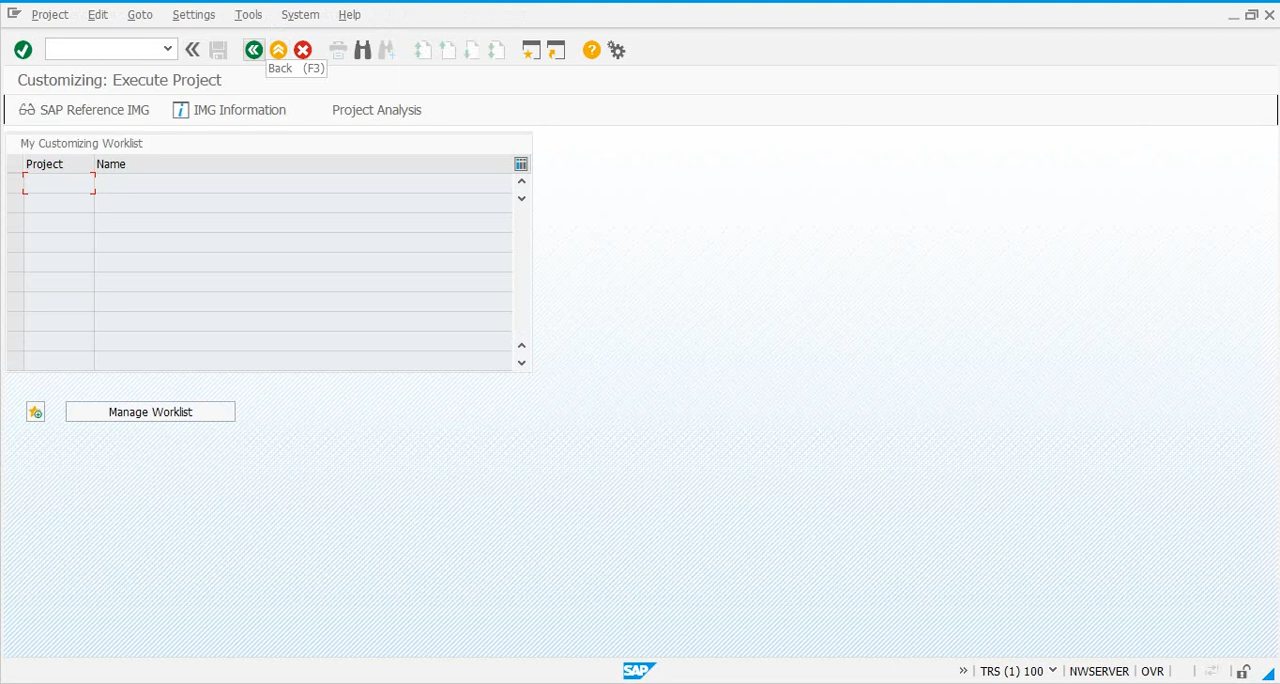 Project Edit Goto Settings Tools System Help
Back (F3)
Customizing: Execute Project
SAP Reference IMG IMG Information Project Analysis
My Customizing Worklist
Project Name
Manage Worklist
SAP TRS (1) 100 NWSERVER OVR